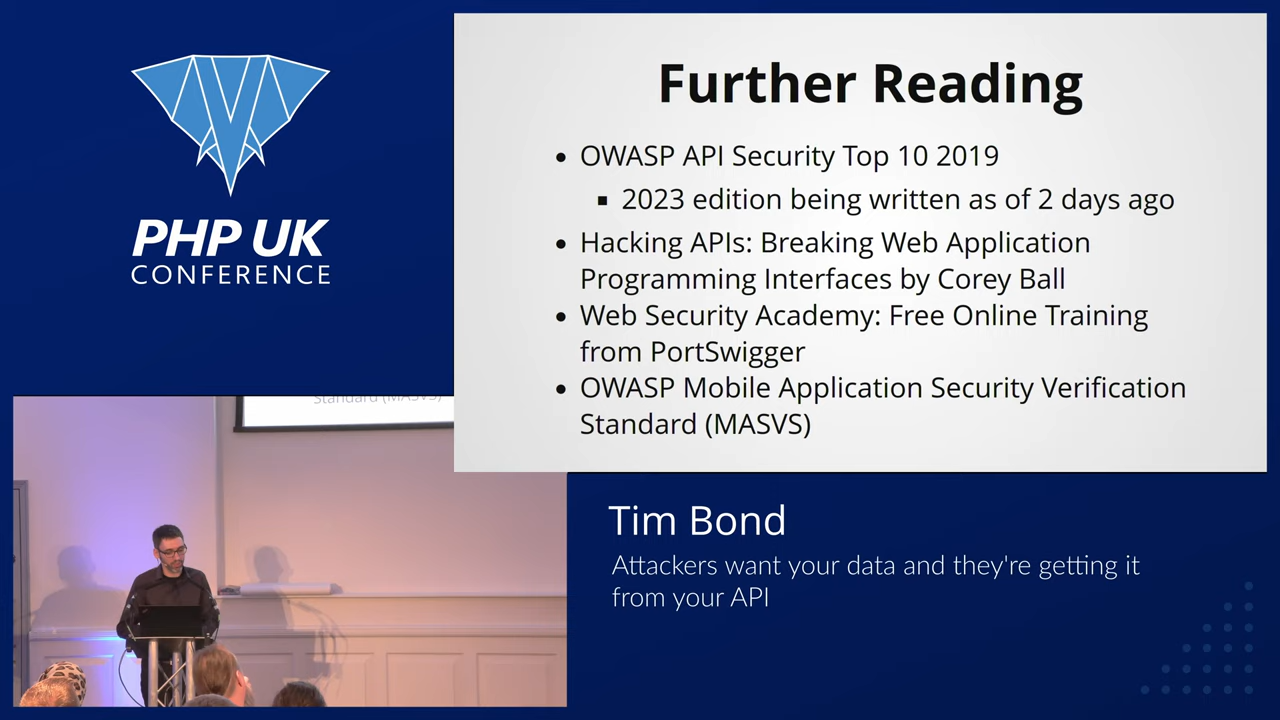 PHP UK
CONFERENCE
Further Reading
OWASP API Security Top 10 2019
2023 edition being written as of 2 days ago
Hacking APIs: Breaking Web Application
Programming Interfaces by Corey Ball
Web Security Academy: Free Online Training
from PortSwigger
OWASP Mobile Application Security Verification
Standard (MASVS)
Standard (MASVS)
Tim Bond
Attackers want your data and they're getting it
from your API